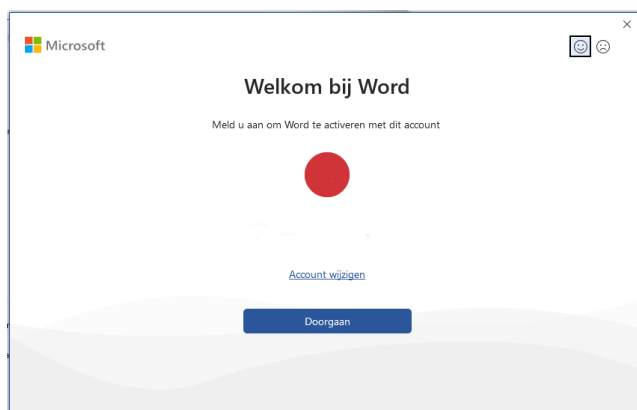 Microsoft
Welkom bij Word
Meld u aan om Word te activeren met dit account
Account wijzigen
Doorgaan